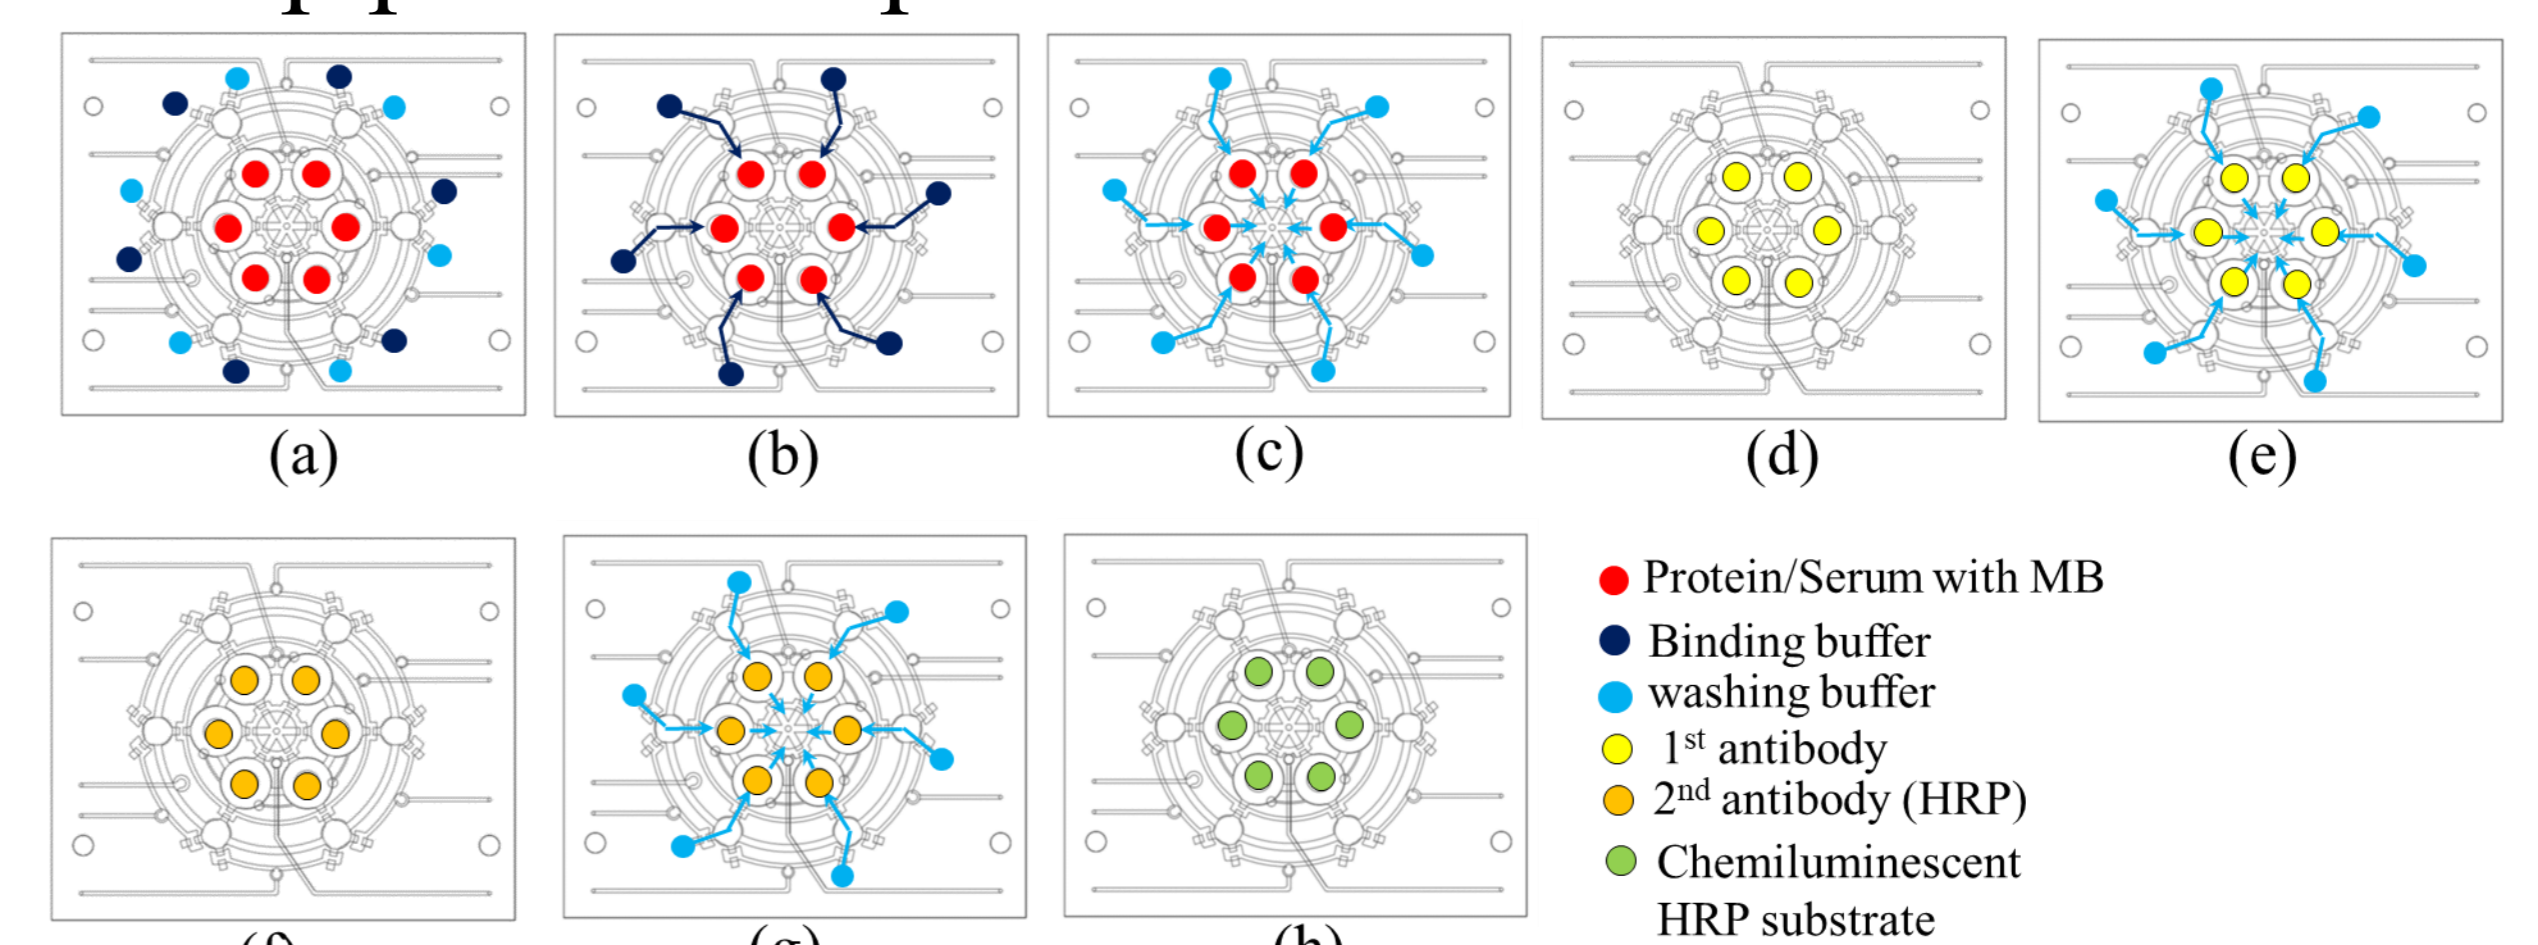 (a)
(b)
(c)
(d)
(e)
Protein/Serum with MB
Binding buffer
washing buffer
1st antibody
2nd antibody (HRP)
Chemiluminescent
HRP substrate
(f)
(g)
(h)